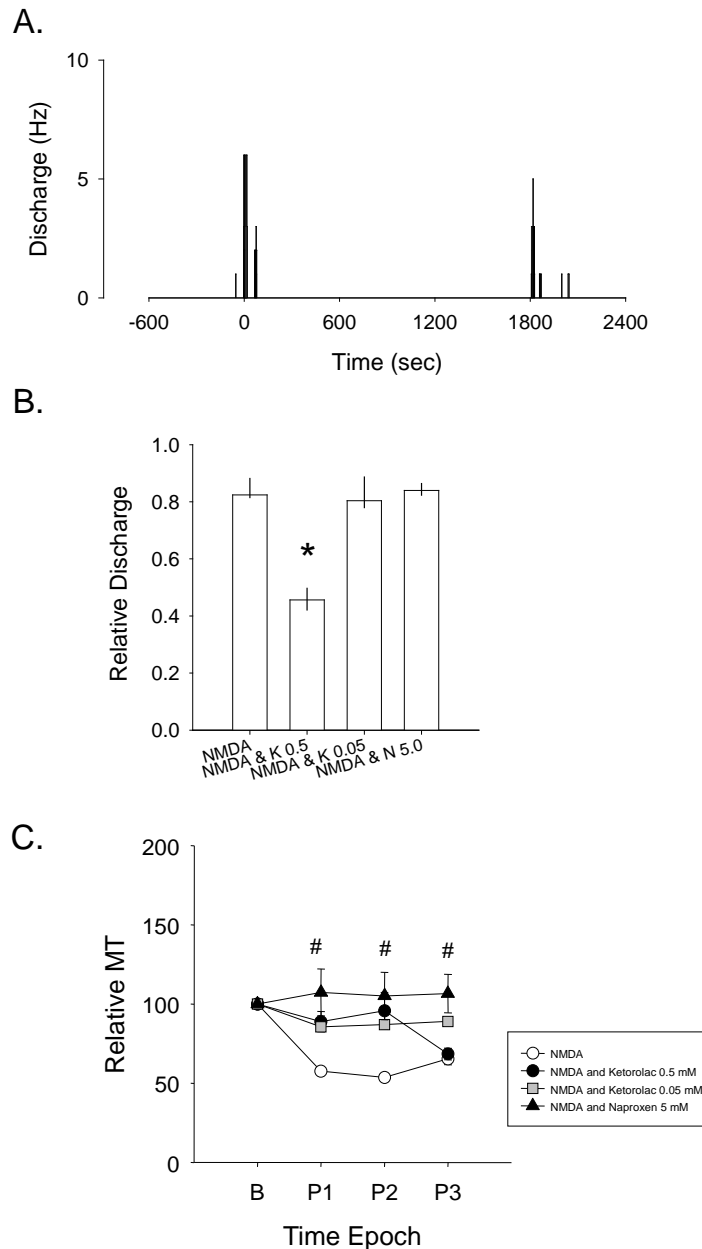 A.
10
5
0
Discharge (Hz)
-600 0 600 1200 1800 2400
Time (sec)
B.
1.0
0.8
0.6
0.4
0.2
0.0
Relative Discharge
*
NMDA
NMDA & K 0.5
NMDA & K 0.05
NMDA & N 5.0
C.
200
150
100
50
0
Relative MT
# # #
B P1 P2 P3
Time Epoch
NMDA
NMDA and Ketorolac 0.5 mM
NMDA and Ketorolac 0.05 mM
NMDA and Naproxen 5 mM